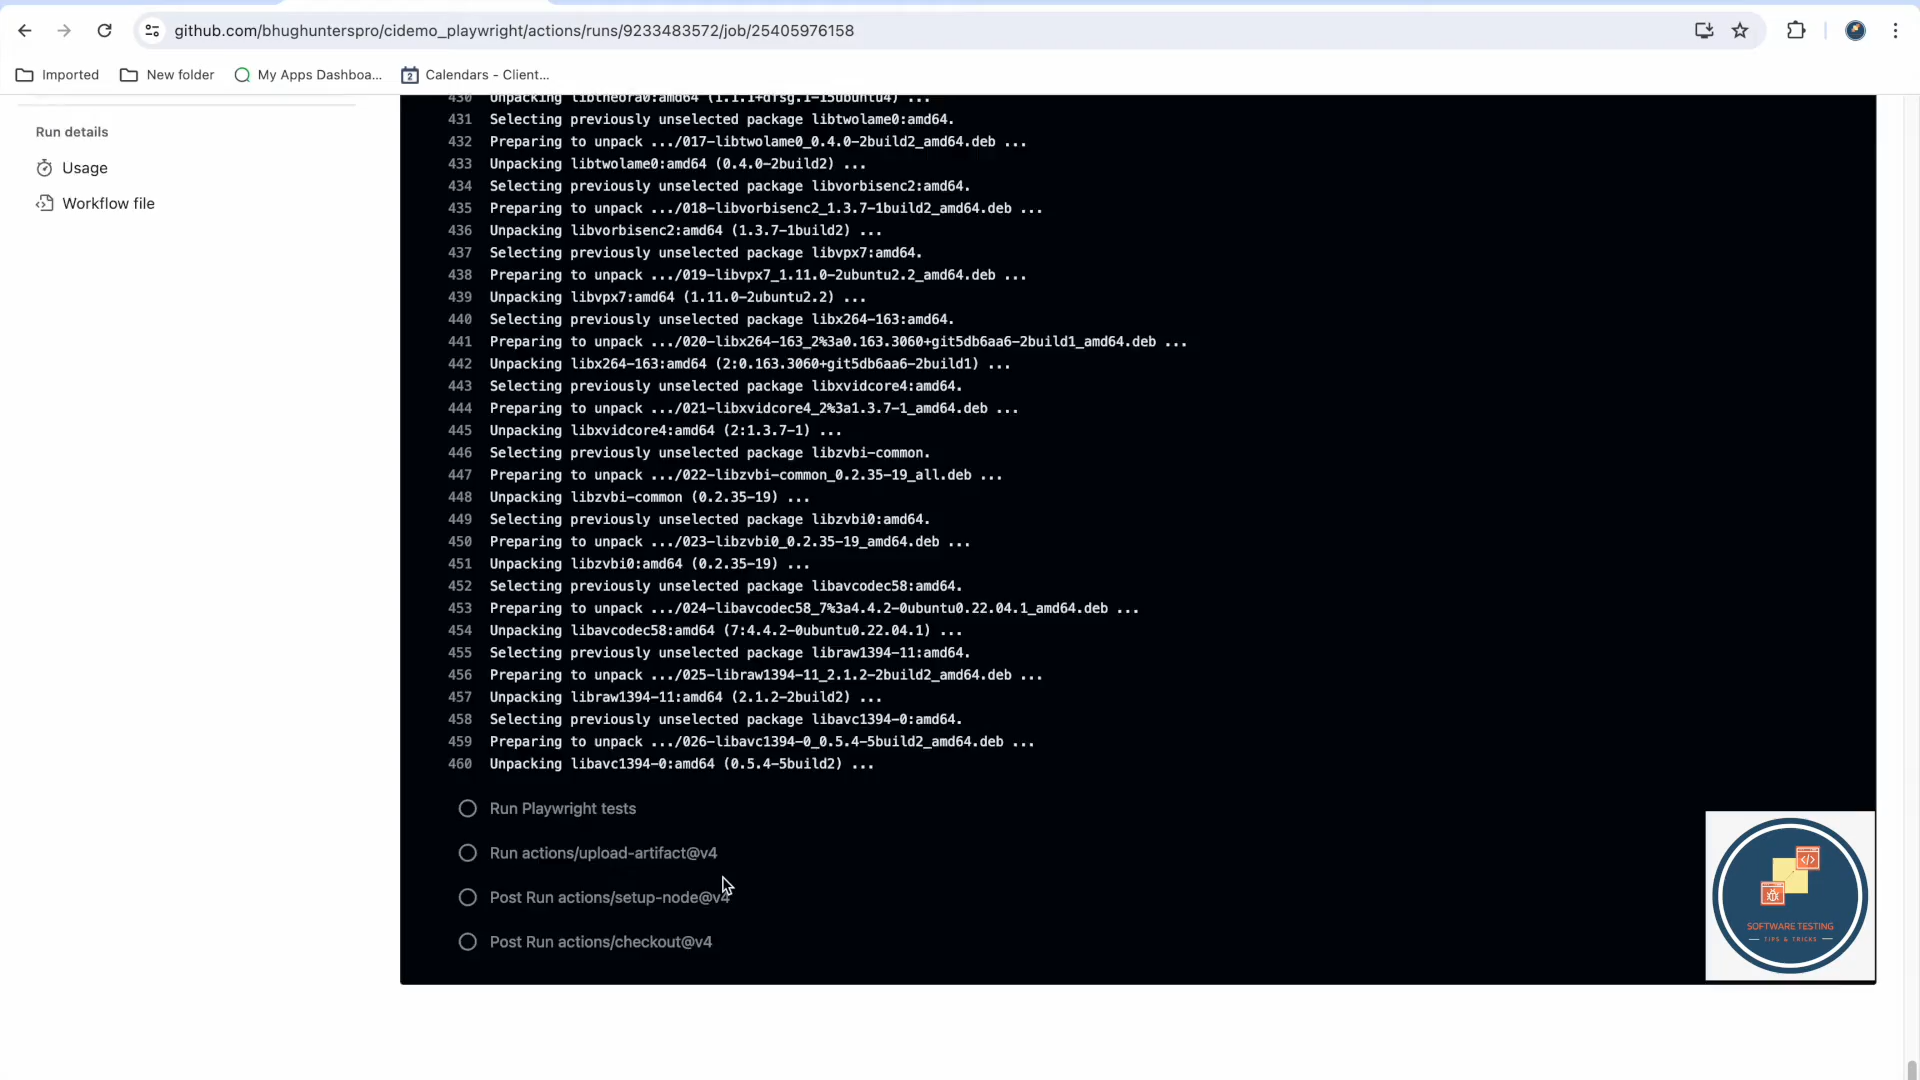 github.com/bhughunterspro/cidemo_playwright/actions/runs/9233483572/job/25405976158
Imported
New folder
My Apps Dashboa...
2
Calendars - Client...
Run details
Usage
Workflow file
430 Unpacking libtheora0:amd64 (1.1.1+dfsg.1-15ubuntu4) ...
431 Selecting previously unselected package libtwolame0:amd64.
432 Preparing to unpack .../017-libtwolame0_0.4.0-2build2_amd64.deb ...
433 Unpacking libtwolame0:amd64 (0.4.0-2build2) ...
434 Selecting previously unselected package libvorbisenc2:amd64.
435 Preparing to unpack .../018-libvorbisenc2_1.3.7-1build2_amd64.deb ...
436 Unpacking libvorbisenc2:amd64 (1.3.7-1build2) ...
437 Selecting previously unselected package libvpx7:amd64.
438 Preparing to unpack .../019-libvpx7_1.11.0-2ubuntu2.2_amd64.deb ...
439 Unpacking libvpx7:amd64 (1.11.0-2ubuntu2.2) ...
440 Selecting previously unselected package libx264-163:amd64.
441 Preparing to unpack .../020-libx264-163_2%3a0.163.3060+git5db6aa6-2build1_amd64.deb ...
442 Unpacking libx264-163:amd64 (2:0.163.3060+git5db6aa6-2build1) ...
443 Selecting previously unselected package libxvidcore4:amd64.
444 Preparing to unpack .../021-libxvidcore4_2%3a1.3.7-1_amd64.deb ...
445 Unpacking libxvidcore4:amd64 (2:1.3.7-1) ...
446 Selecting previously unselected package libzvbi-common.
447 Preparing to unpack .../022-libzvbi-common_0.2.35-19_all.deb ...
448 Unpacking libzvbi-common (0.2.35-19) ...
449 Selecting previously unselected package libzvbi0:amd64.
450 Preparing to unpack .../023-libzvbi0_0.2.35-19_amd64.deb ...
451 Unpacking libzvbi0:amd64 (0.2.35-19) ...
452 Selecting previously unselected package libavcodec58:amd64.
453 Preparing to unpack .../024-libavcodec58_7%3a4.4.2-0ubuntu0.22.04.1_amd64.deb ...
454 Unpacking libavcodec58:amd64 (7:4.4.2-0ubuntu0.22.04.1) ...
455 Selecting previously unselected package libraw1394-11:amd64.
456 Preparing to unpack .../025-libraw1394-11_2.1.2-2build2_amd64.deb ...
457 Unpacking libraw1394-11:amd64 (2.1.2-2build2) ...
458 Selecting previously unselected package libavc1394-0:amd64.
459 Preparing to unpack .../026-libavc1394-0_0.5.4-5build2_amd64.deb ...
460 Unpacking libavc1394-0:amd64 (0.5.4-5build2) ...
Run Playwright tests
Run actions/upload-artifact@v4
Post Run actions/setup-node@v4
Post Run actions/checkout@v4
SOFTWARE TESTING
TIPS & TRICKS